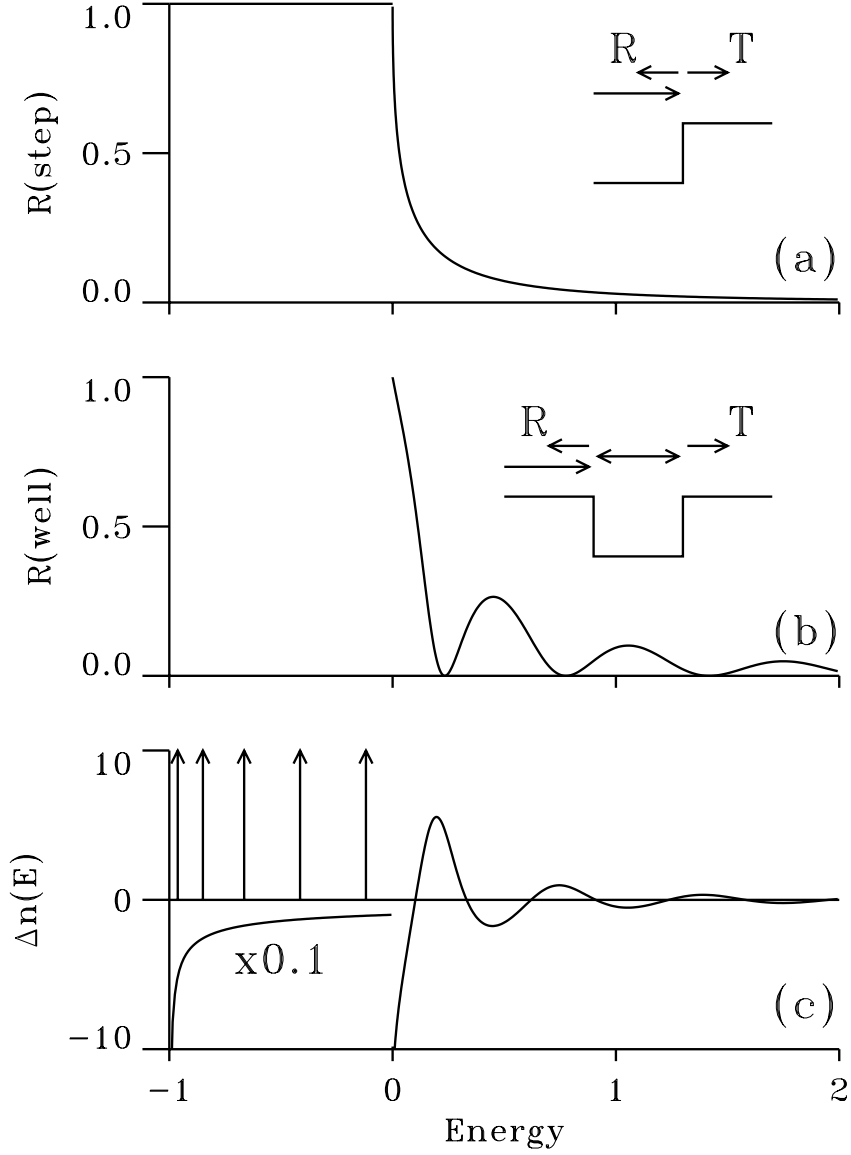 1.0
R T
R(step)
0.5
(a)
0.0
1.0
R T
R(well)
0.5
(b)
0.0
10
Δn(E)
0
x0.1
(c)
−10
−1 0 1 2
Energy